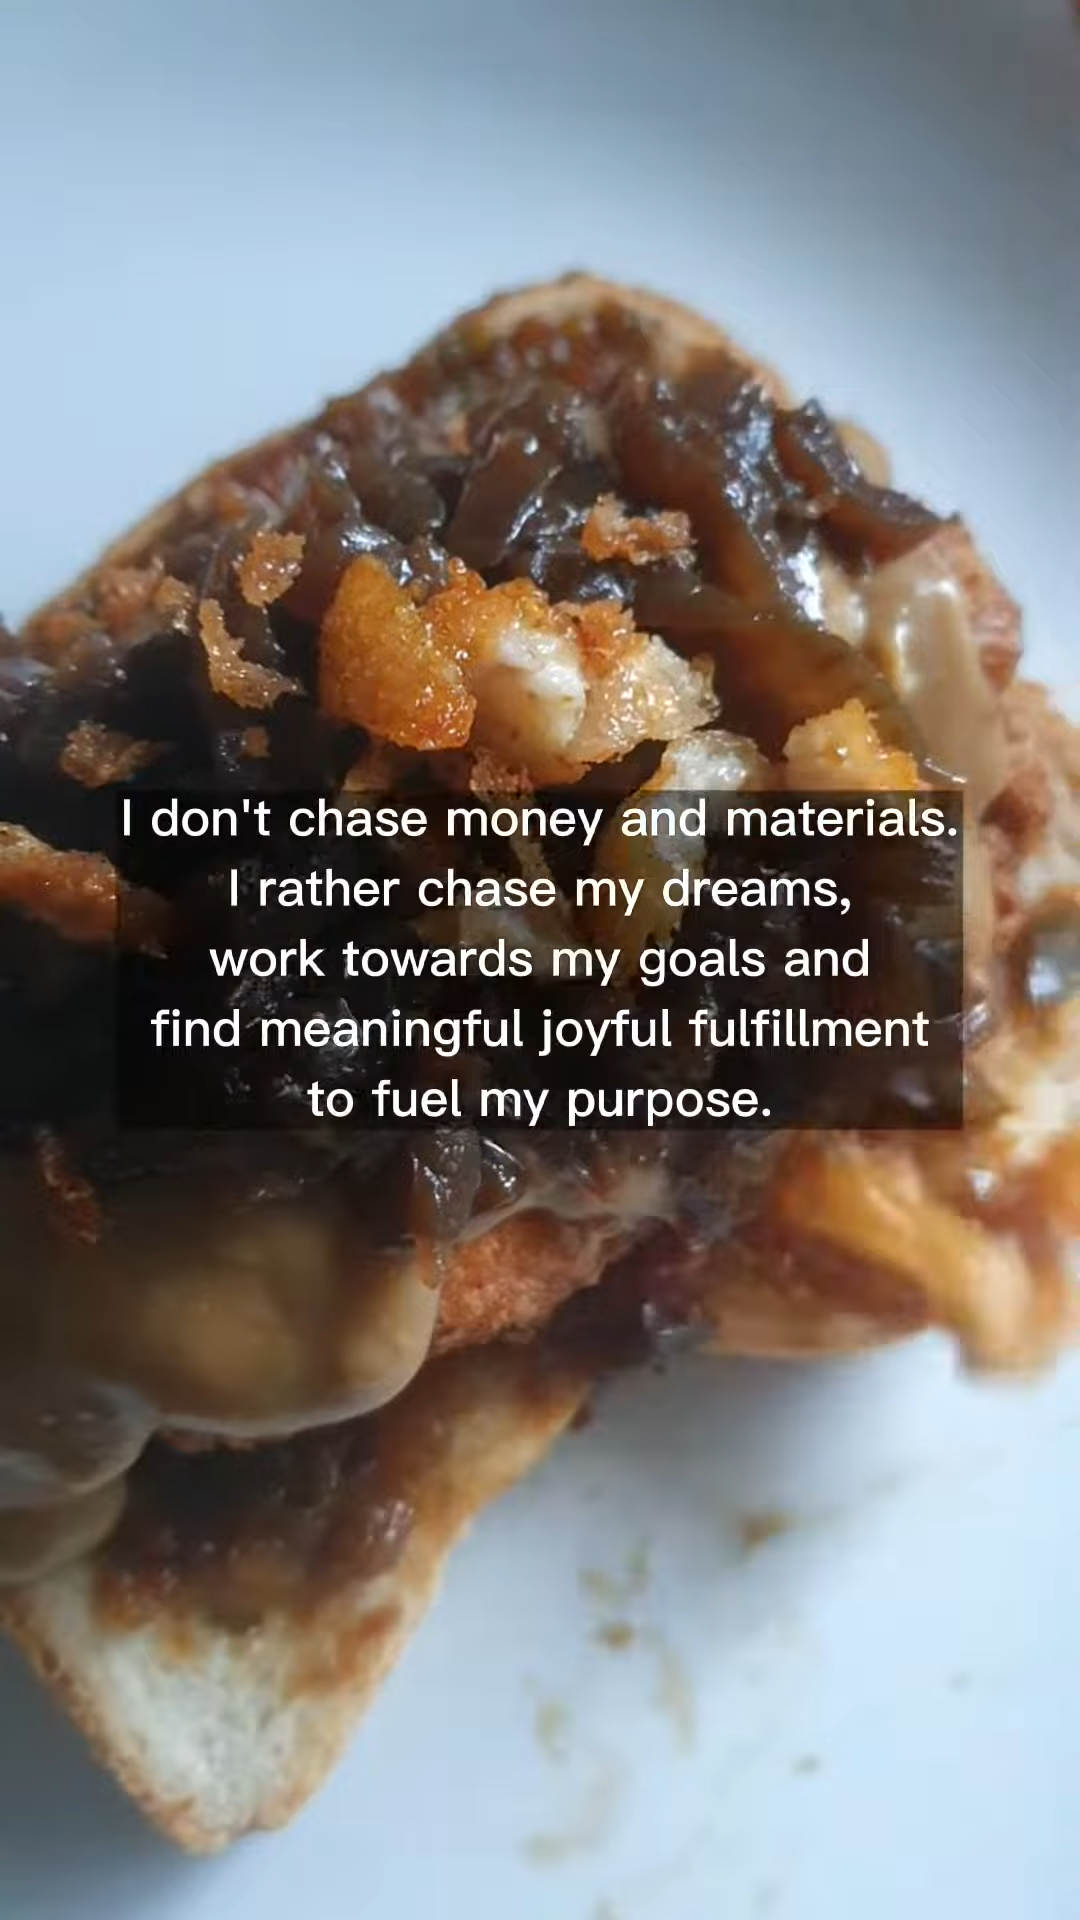 I don't chase money and materials.
I rather chase my dreams,
work towards my goals and
find meaningful joyful fulfillment
to fuel my purpose.